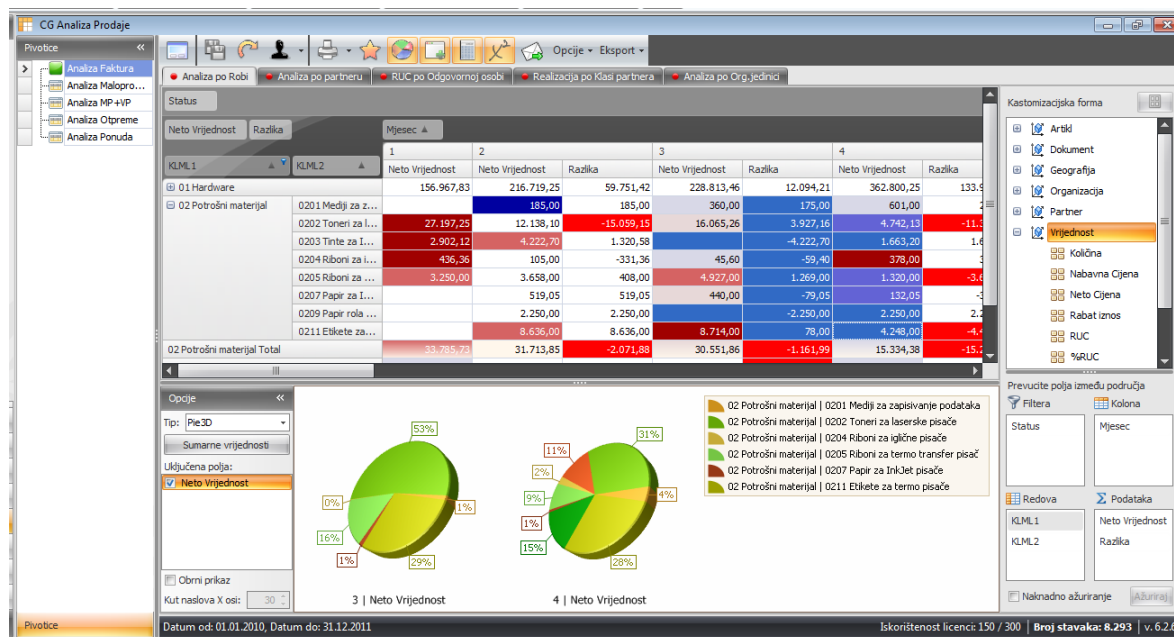 CG Analiza Prodaje
Pivotice «
Analiza Faktura
Analiza Malopro...
Analiza MP+VP
Analiza Otpreme
Analiza Ponuda
Pivotice
Opcije Eksport
Analiza po Robi Analiza po partneru RUC po Odgovornoj osobi Realizacija po Klasi partnera Analiza po Org.jedinici
Status
Neto Vrijednost Razlika Mjesec
KLML1 KLML2
1 2 3 4
Neto Vrijednost Neto Vrijednost Razlika Neto Vrijednost Razlika Neto Vrijednost Razlika
01 Hardware 156.967,83 216.719,25 59.751,42 228.813,46 12.094,21 362.800,25 133.9
02 Potrošni materijal 0201 Mediji za z... 185,00 185,00 360,00 175,00 601,00
0202 Toneri za l... 27.197,25 12.138,10 -15.059,15 16.065,26 3.927,16 4.742,13 -11.3
0203 Tinte za I... 2.902,12 4.222,70 1.320,58 -4.222,70 1.663,20 1.6
0204 Riboni za i... 436,36 105,00 -331,36 45,60 -59,40 378,00
0205 Riboni za ... 3.250,00 3.658,00 408,00 4.927,00 1.269,00 1.320,00 -3.6
0207 Papir za I... 519,05 519,05 440,00 -79,05 132,05
0209 Papir rola ... 2.250,00 2.250,00 -2.250,00 2.250,00 2.2
0211 Etikete za... 8.636,00 8.636,00 8.714,00 78,00 4.248,00 -4.4
02 Potrošni materijal Total 33.785,73 31.713,85 -2.071,88 30.551,86 -1.161,99 15.334,38 -15.2
Opcije «
Tip: Pie3D
Sumarne vrijednosti
Uključena polja:
Neto Vrijednost
Obrni prikaz
Kut naslova X osi: 30
53%
0%
1%
16%
1%
29%
3 | Neto Vrijednost
31%
11%
2%
4%
9%
1%
15%
28%
4 | Neto Vrijednost
02 Potrošni materijal | 0201 Mediji za zapisivanje podataka
02 Potrošni materijal | 0202 Toneri za laserske pisače
02 Potrošni materijal | 0204 Riboni za iglične pisače
02 Potrošni materijal | 0205 Riboni za termo transfer pisač
02 Potrošni materijal | 0207 Papir za InkJet pisače
02 Potrošni materijal | 0211 Etikete za termo pisače
Kastomizacijska forma
Artikl
Dokument
Geografija
Organizacija
Partner
Vrijednost
Količina
Nabavna Cijena
Neto Cijena
Rabat iznos
RUC
%RUC
Prevucite polja između područja
Filtera Kolona
Status Mjesec
Redova Σ Podataka
KLML1 Neto Vrijednost
KLML2 Razlika
Naknadno ažuriranje Ažuriraj
Datum od: 01.01.2010, Datum do: 31.12.2011 Iskorištenost licenci: 150 / 300 Broj stavaka: 8.293 v. 6.2.